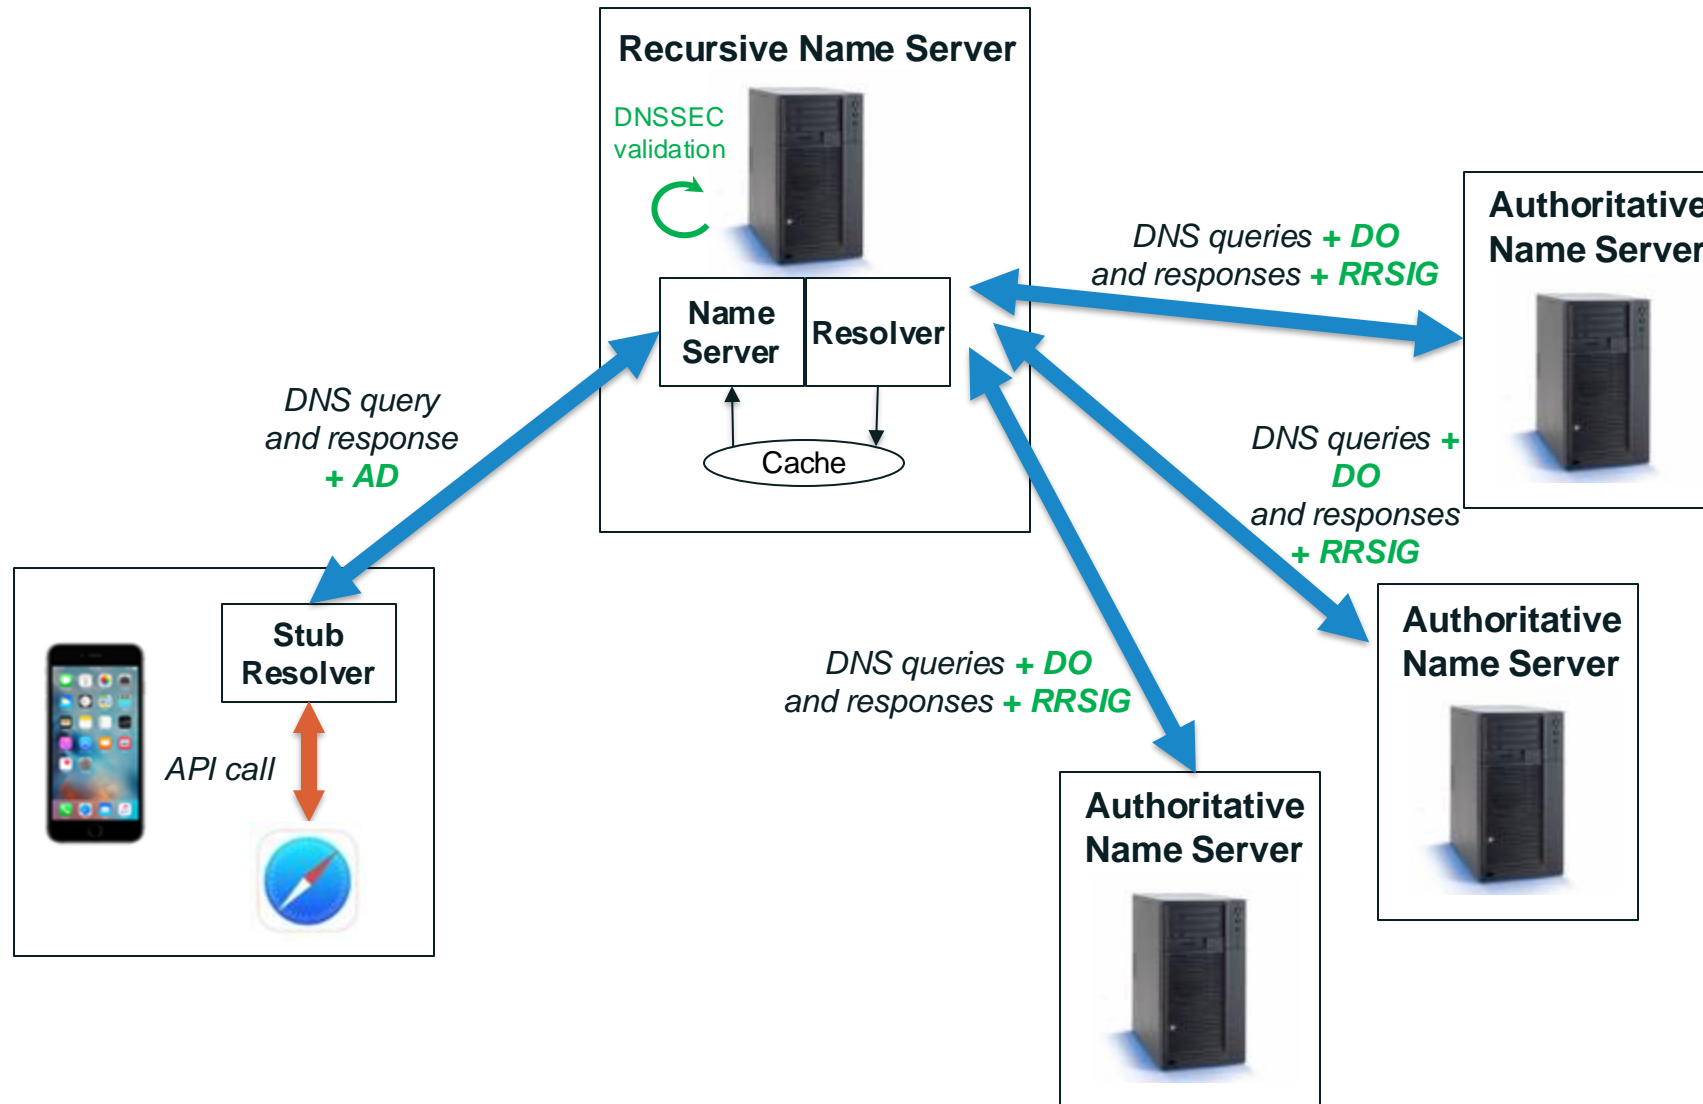 Recursive Name Server
DNSSEC
validation
Name
Server
Resolver
Cache
DNS query
and response
+ AD
Stub
Resolver
API call
DNS queries + DO
and responses + RRSIG
Authoritative
Name Server
DNS queries +
DO
and responses
+ RRSIG
Authoritative
Name Server
DNS queries + DO
and responses + RRSIG
Authoritative
Name Server